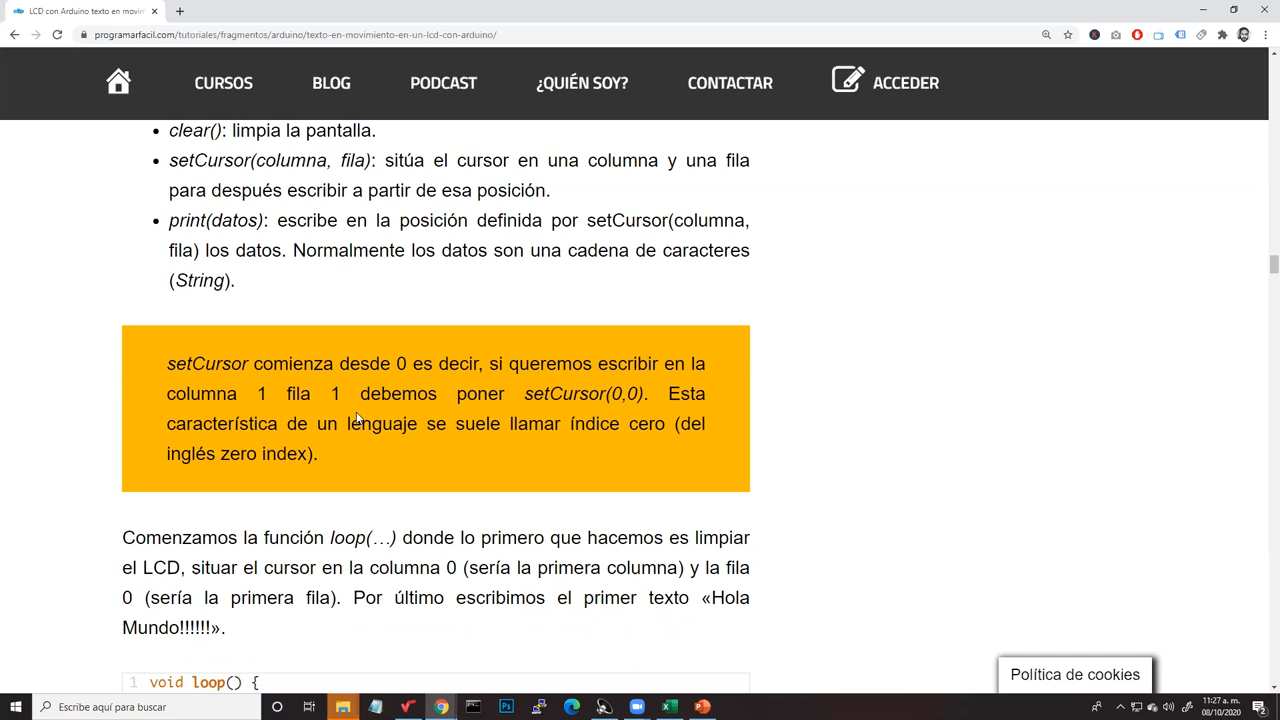 LCD con Arduino texto en movim
programarfacil.com/tutoriales/fragmentos/arduino/texto-en-movimiento-en-un-lcd-con-arduino/
CURSOS BLOG PODCAST ¿QUIÉN SOY? CONTACTAR ACCEDER
clear(): limpia la pantalla.
setCursor(columna, fila): sitúa el cursor en una columna y una fila
para después escribir a partir de esa posición.
print(datos): escribe en la posición definida por setCursor(columna,
fila) los datos. Normalmente los datos son una cadena de caracteres
(String).
setCursor comienza desde 0 es decir, si queremos escribir en la
columna 1 fila 1 debemos poner setCursor(0,0). Esta
característica de un lenguaje se suele llamar índice cero (del
inglés zero index).
Comenzamos la función loop(…) donde lo primero que hacemos es limpiar
el LCD, situar el cursor en la columna 0 (sería la primera columna) y la fila
0 (sería la primera fila). Por último escribimos el primer texto «Hola
Mundo!!!!!!».
1 void loop() {
Política de cookies
Escribe aquí para buscar
11:27 a.m.
08/10/2020